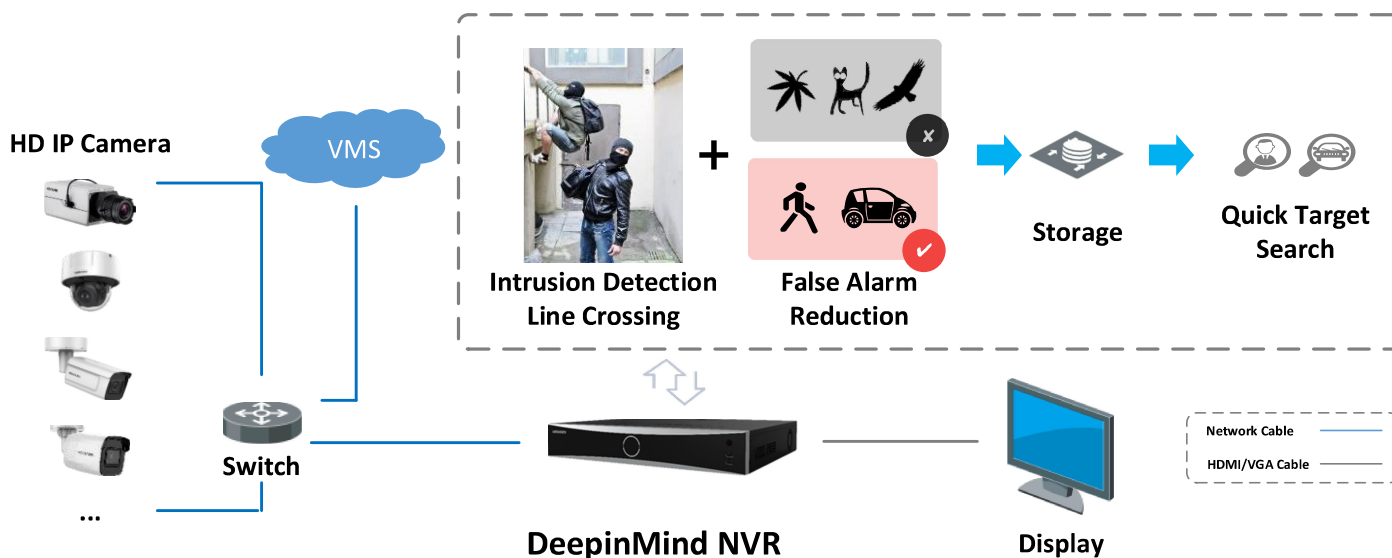 HD IP Camera
VMS
...
Switch
Intrusion Detection
Line Crossing
+
False Alarm
Reduction
Storage
Quick Target
Search
DeepinMind NVR
Display
Network Cable
HDMI/VGA Cable